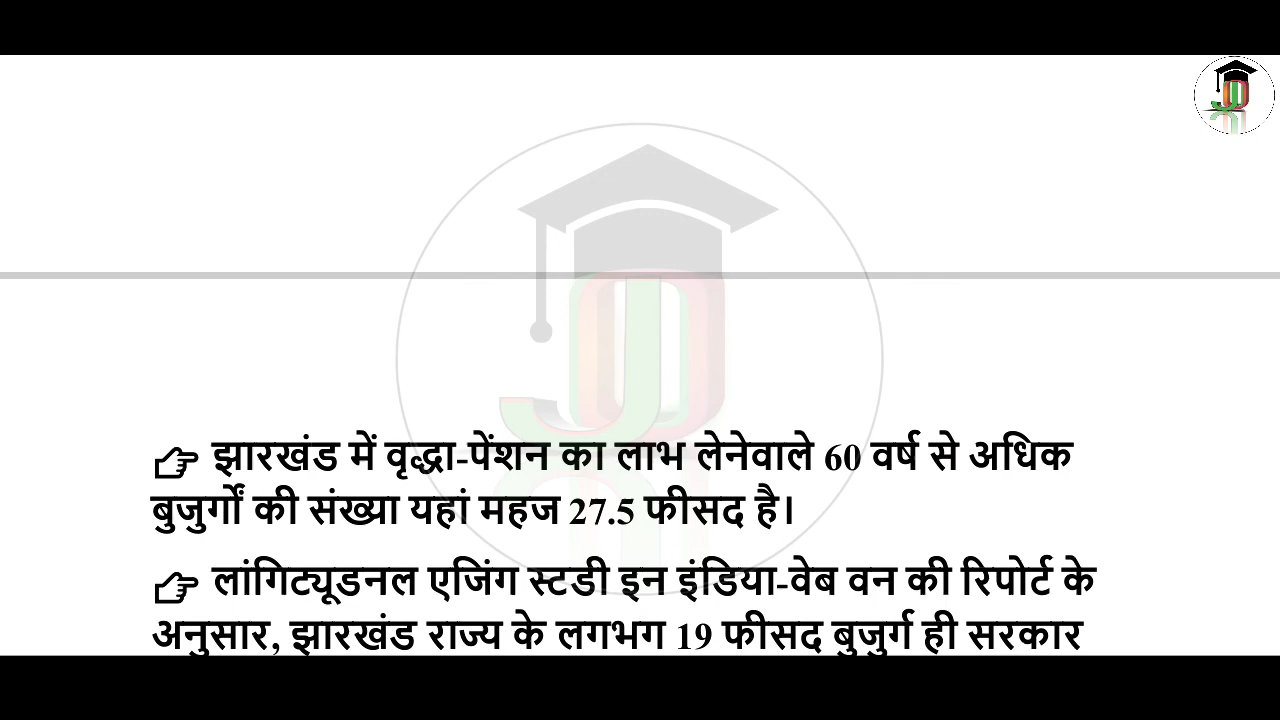 👉 झारखंड में वृद्धा-पेंशन का लाभ लेनेवाले 60 वर्ष से अधिक
बुजुर्गों की संख्या यहां महज 27.5 फीसद है।
👉 लांगिट्यूडनल एजिंग स्टडी इन इंडिया-वेब वन की रिपोर्ट के
अनुसार, झारखंड राज्य के लगभग 19 फीसद बुजुर्ग ही सरकार